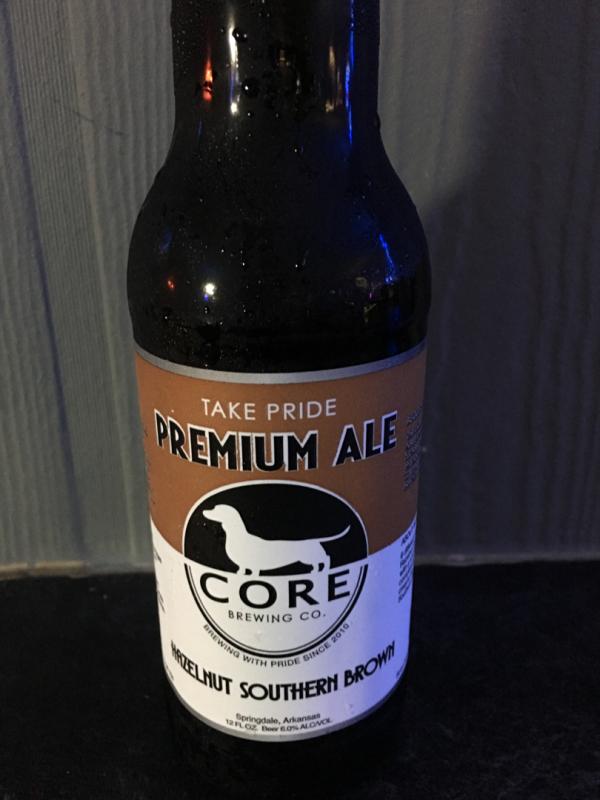 TAKE PRIDE
PREMIUM ALE
CORE
BREWING CO.
BREWING WITH PRIDE SINCE 2010
HAZELNUT SOUTHERN BROWN
Springdale, Arkansas
12 FL OZ. Beer 6.0% ALC/VOL